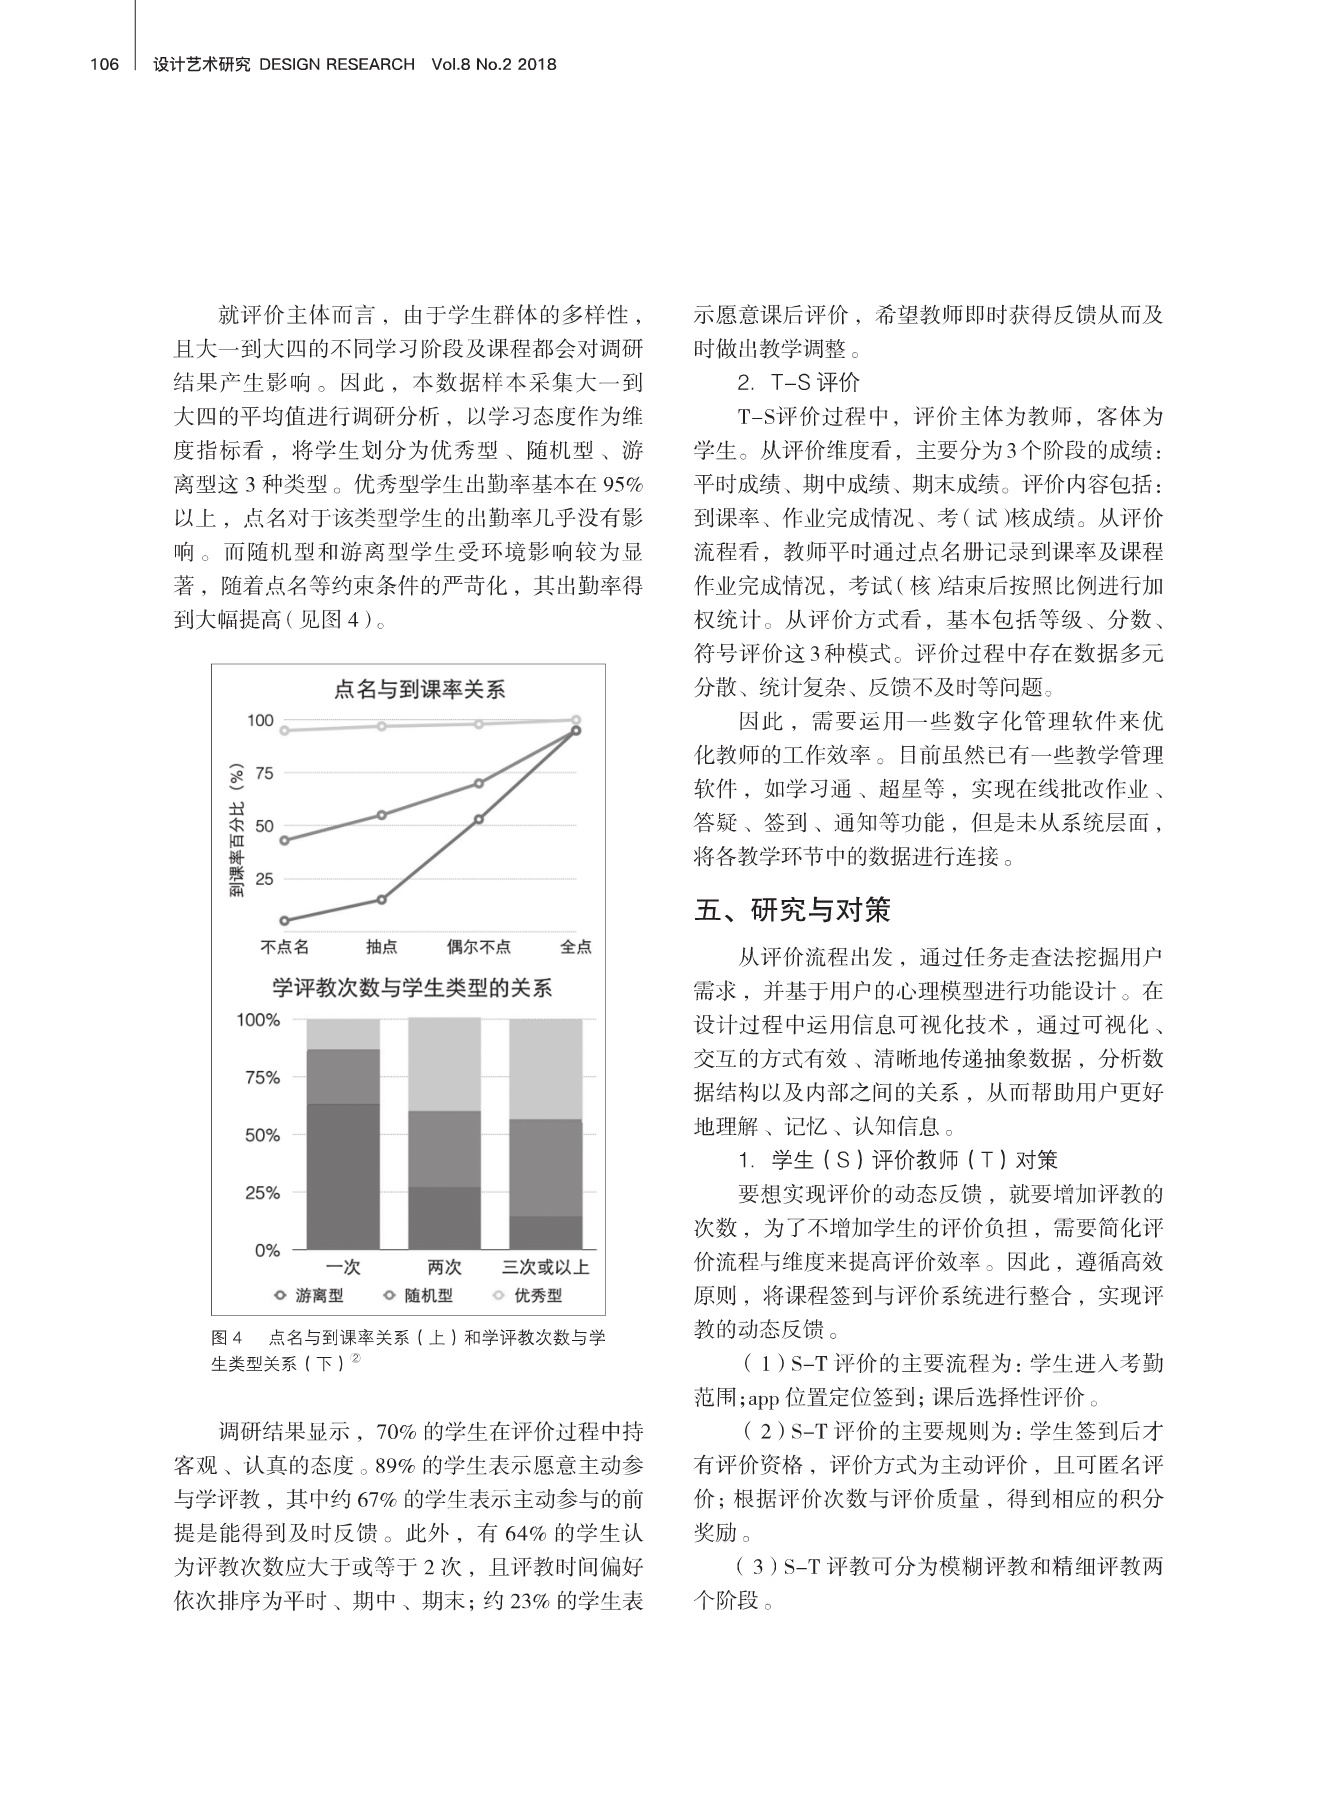 106 设计艺术研究 DESIGN RESEARCH Vol.8 No.2 2018
就评价主体而言，由于学生群体的多样性，
且大一到大四的不同学习阶段及课程都会对调研
结果产生影响。因此，本数据样本采集大一到
大四的平均值进行调研分析，以学习态度作为维
度指标看，将学生划分为优秀型、随机型、游
离型这 3 种类型。优秀型学生出勤率基本在 95%
以上，点名对于该类型学生的出勤率几乎没有影
响。而随机型和游离型学生受环境影响较为显
著，随着点名等约束条件的严苛化，其出勤率得
到大幅提高（见图 4）。
点名与到课率关系
到课率百分比（%）
100
75
50
25
不点名 抽点 偶尔不点 全点
学评教次数与学生类型的关系
100%
75%
50%
25%
0%
一次 两次 三次或以上
游离型 随机型 优秀型
图 4 点名与到课率关系（上）和学评教次数与学
生类型关系（下）②
调研结果显示，70% 的学生在评价过程中持
客观、认真的态度。89% 的学生表示愿意主动参
与学评教，其中约 67% 的学生表示主动参与的前
提是能得到及时反馈。此外，有 64% 的学生认
为评教次数应大于或等于 2 次，且评教时间偏好
依次排序为平时、期中、期末；约 23% 的学生表
示愿意课后评价，希望教师即时获得反馈从而及
时做出教学调整。
2. T–S 评价
T–S评价过程中，评价主体为教师，客体为
学生。从评价维度看，主要分为3个阶段的成绩：
平时成绩、期中成绩、期末成绩。评价内容包括：
到课率、作业完成情况、考（试）核成绩。从评价
流程看，教师平时通过点名册记录到课率及课程
作业完成情况，考试（核）结束后按照比例进行加
权统计。从评价方式看，基本包括等级、分数、
符号评价这3种模式。评价过程中存在数据多元
分散、统计复杂、反馈不及时等问题。
因此，需要运用一些数字化管理软件来优
化教师的工作效率。目前虽然已有一些教学管理
软件，如学习通、超星等，实现在线批改作业、
答疑、签到、通知等功能，但是未从系统层面，
将各教学环节中的数据进行连接。
五、研究与对策
从评价流程出发，通过任务走查法挖掘用户
需求，并基于用户的心理模型进行功能设计。在
设计过程中运用信息可视化技术，通过可视化、
交互的方式有效、清晰地传递抽象数据，分析数
据结构以及内部之间的关系，从而帮助用户更好
地理解、记忆、认知信息。
1. 学生（S）评价教师（T）对策
要想实现评价的动态反馈，就要增加评教的
次数，为了不增加学生的评价负担，需要简化评
价流程与维度来提高评价效率。因此，遵循高效
原则，将课程签到与评价系统进行整合，实现评
教的动态反馈。
（1）S–T 评价的主要流程为：学生进入考勤
范围；app 位置定位签到；课后选择性评价。
（2）S–T 评价的主要规则为：学生签到后才
有评价资格，评价方式为主动评价，且可匿名评
价；根据评价次数与评价质量，得到相应的积分
奖励。
（3）S–T 评教可分为模糊评教和精细评教两
个阶段。